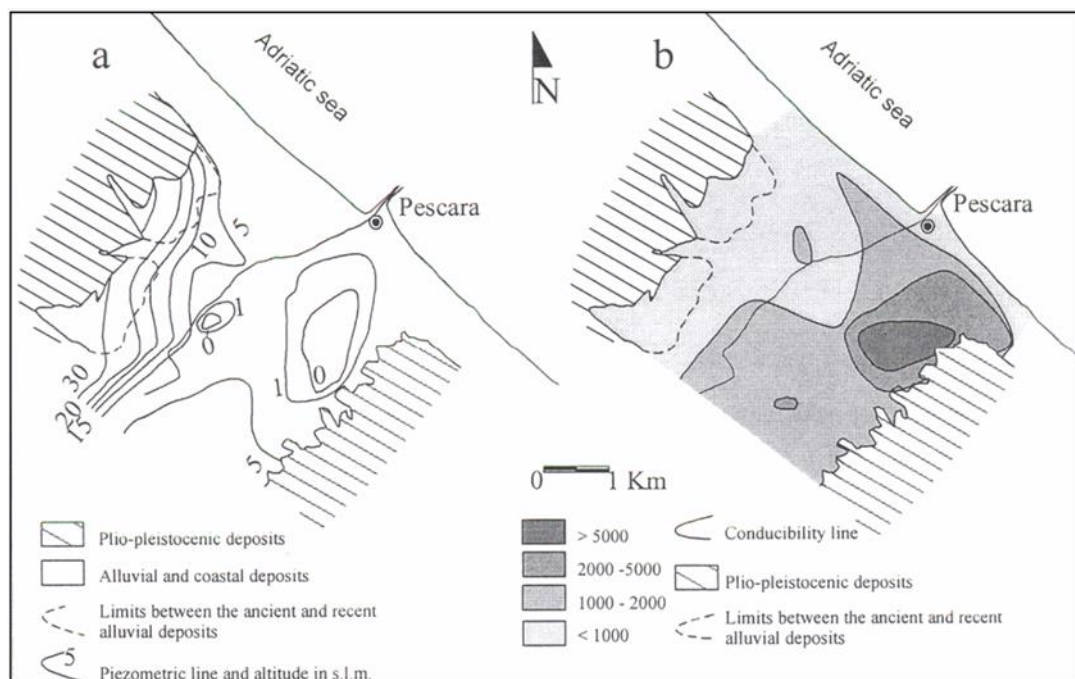 a
Adriatic sea
N
Pescara
5
10
1
0
1
0
30
20
15
5
Plio-pleistocenic deposits
Alluvial and coastal deposits
Limits between the ancient and recent
alluvial deposits
5
Piezometric line and altitude in s.l.m.
b
Adriatic sea
Pescara
0 1 Km
> 5000
2000 -5000
1000 - 2000
< 1000
Conducibility line
Plio-pleistocenic deposits
Limits between the ancient and recent
alluvial deposits